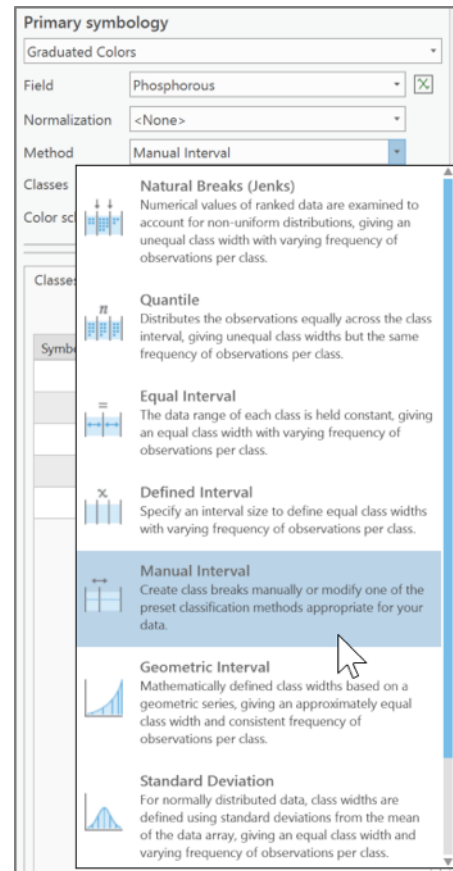 Primary symbology
Graduated Colors
Field Phosphorous
Normalization <None>
Method Manual Interval
Classes
Natural Breaks (Jenks)
Numerical values of ranked data are examined to
account for non-uniform distributions, giving an
unequal class width with varying frequency of
observations per class.
Color sc
Classes
Quantile
n
Distributes the observations equally across the class
interval, giving unequal class widths but the same
frequency of observations per class.
Symb
Equal Interval
=
The data range of each class is held constant, giving
an equal class width with varying frequency of
observations per class.
Defined Interval
x
Specify an interval size to define equal class widths
with varying frequency of observations per class.
Manual Interval
Create class breaks manually or modify one of the
preset classification methods appropriate for your
data.
Geometric Interval
Mathematically defined class widths based on a
geometric series, giving an approximately equal
class width and consistent frequency of
observations per class.
Standard Deviation
For normally distributed data, class widths are
defined using standard deviations from the mean
of the data array, giving an equal class width and
varying frequency of observations per class.